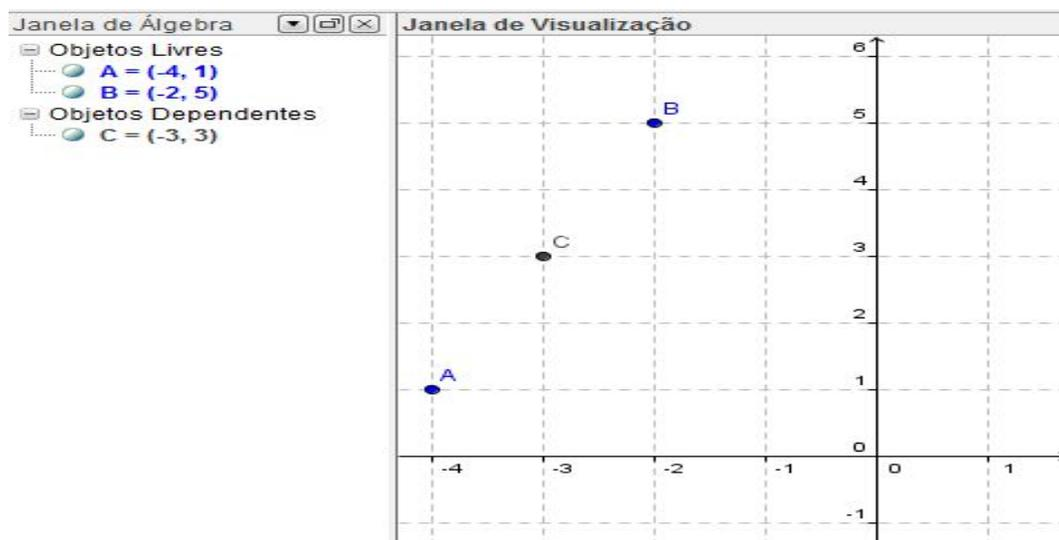 Janela de Álgebra
Objetos Livres
A = (-4, 1)
B = (-2, 5)
Objetos Dependentes
C = (-3, 3)
Janela de Visualização
6
B
5
4
C
3
2
A
1
0
-4 -3 -2 -1 0 1
-1